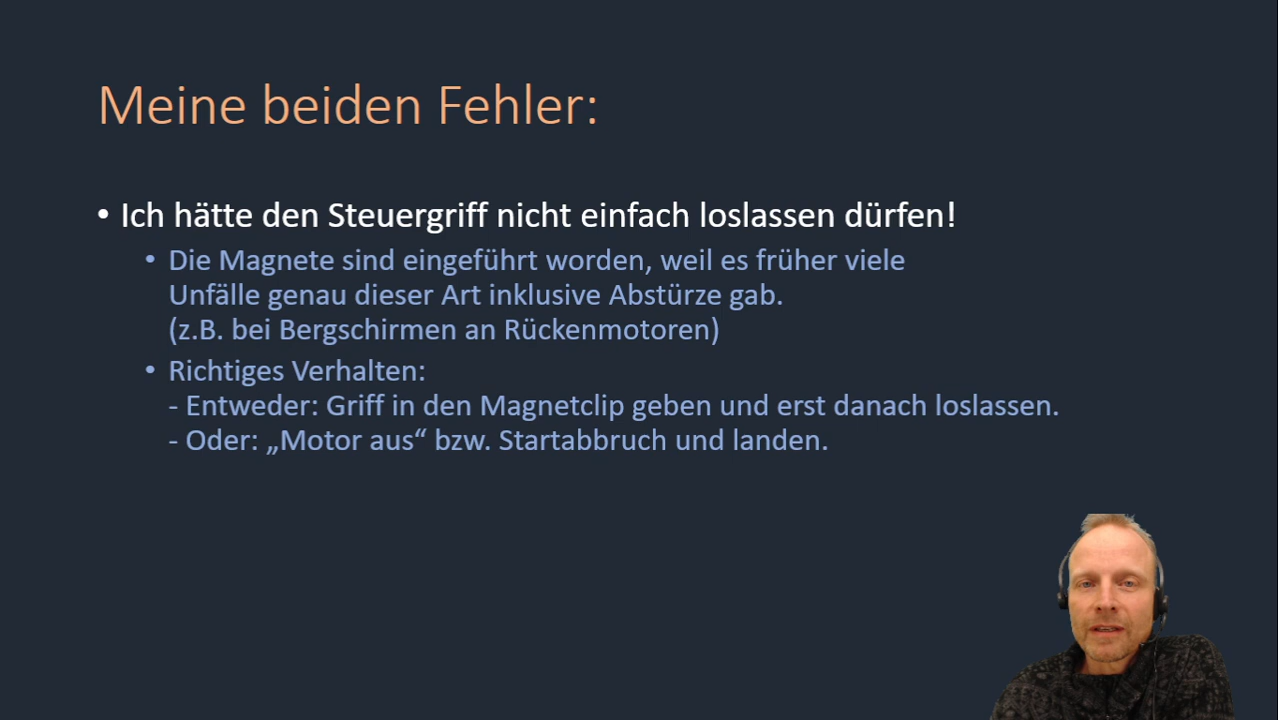 Meine beiden Fehler:
• Ich hätte den Steuergriff nicht einfach loslassen dürfen!
• Die Magnete sind eingeführt worden, weil es früher viele
Unfälle genau dieser Art inklusive Abstürze gab.
(z.B. bei Bergschirmen an Rückenmotoren)
• Richtiges Verhalten:
- Entweder: Griff in den Magnetclip geben und erst danach loslassen.
- Oder: „Motor aus“ bzw. Startabbruch und landen.